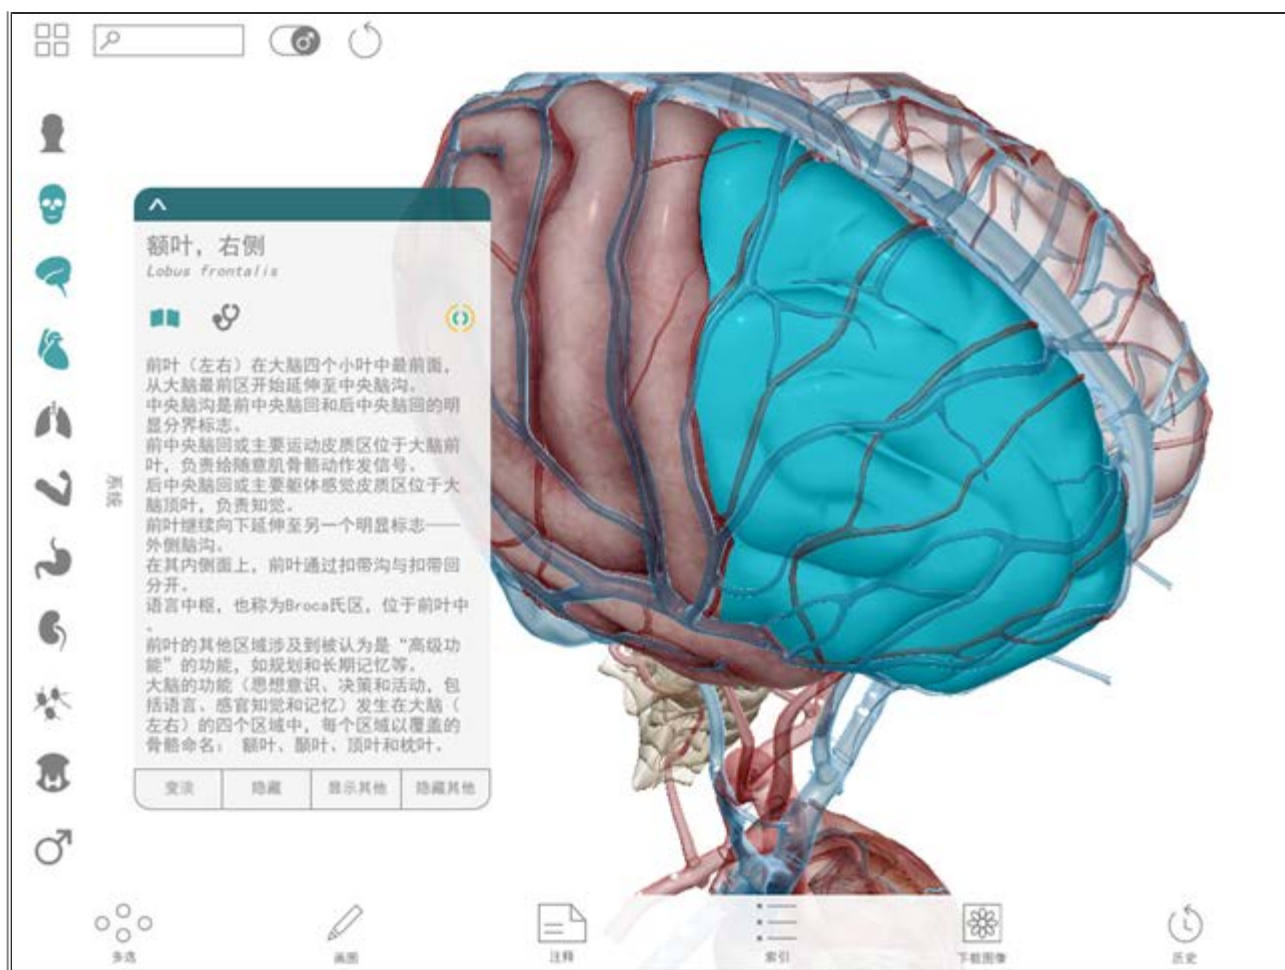 额叶，右侧
Lobus frontalis
前叶（左右）在大脑四个小叶中最前面，
从大脑最前区开始延伸至中央脑沟。
中央脑沟是前中央脑回和后中央脑回的明
显分界标志。
前中央脑回或主要运动皮质区位于大脑前
叶，负责给随意肌骨骼动作发信号。
后中央脑回或主要躯体感觉皮质区位于大
脑顶叶，负责知觉。
前叶继续向下延伸至另一个明显标志——
外侧脑沟。
在其内侧面上，前叶通过扣带沟与扣带回
分开。
语言中枢，也称为Broca氏区，位于前叶中
。
前叶的其他区域涉及到被认为是“高级功
能”的功能，如规划和长期记忆等。
大脑的功能（思想意识、决策和活动，包
括语言、感官知觉和记忆）发生在大脑（
左右）的四个区域中，每个区域以覆盖的
骨骼命名： 额叶、颞叶、顶叶和枕叶。
变淡
隐藏
显示其他
隐藏其他
系统
多选
画图
注释
索引
下载图像
历史